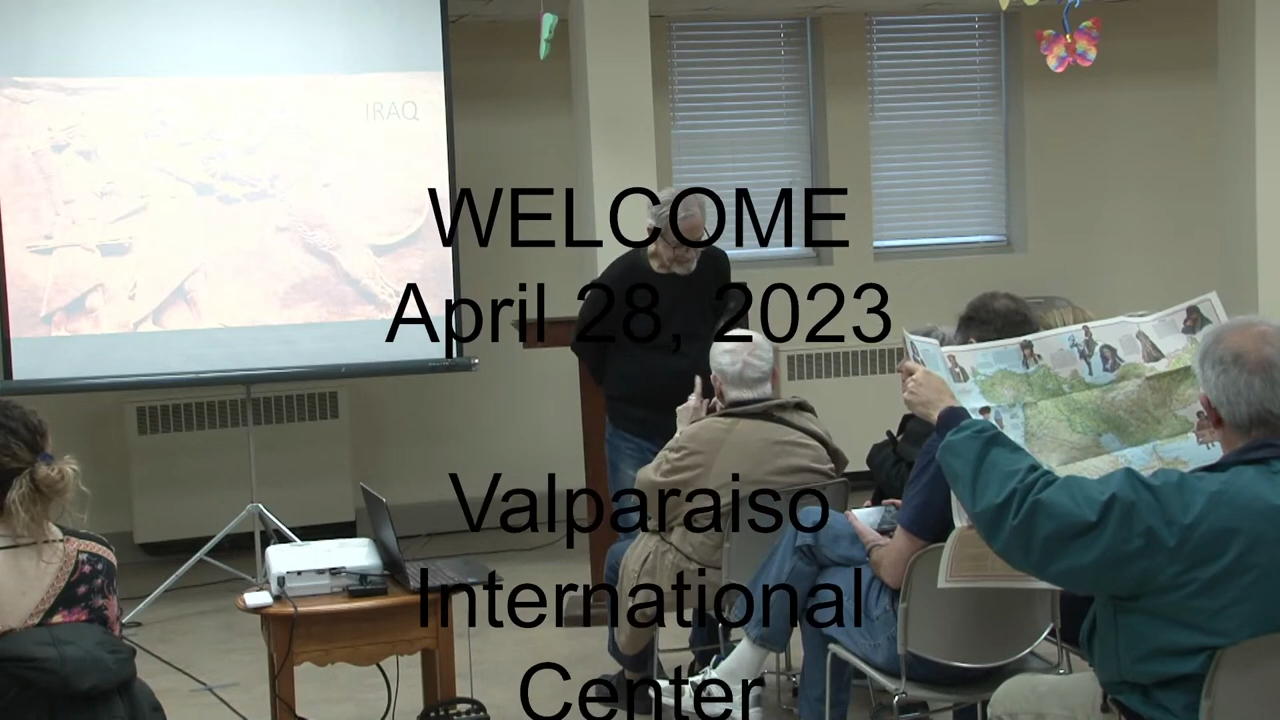 IRAQ
WELCOME
April 28, 2023
Valparaiso
International
Center